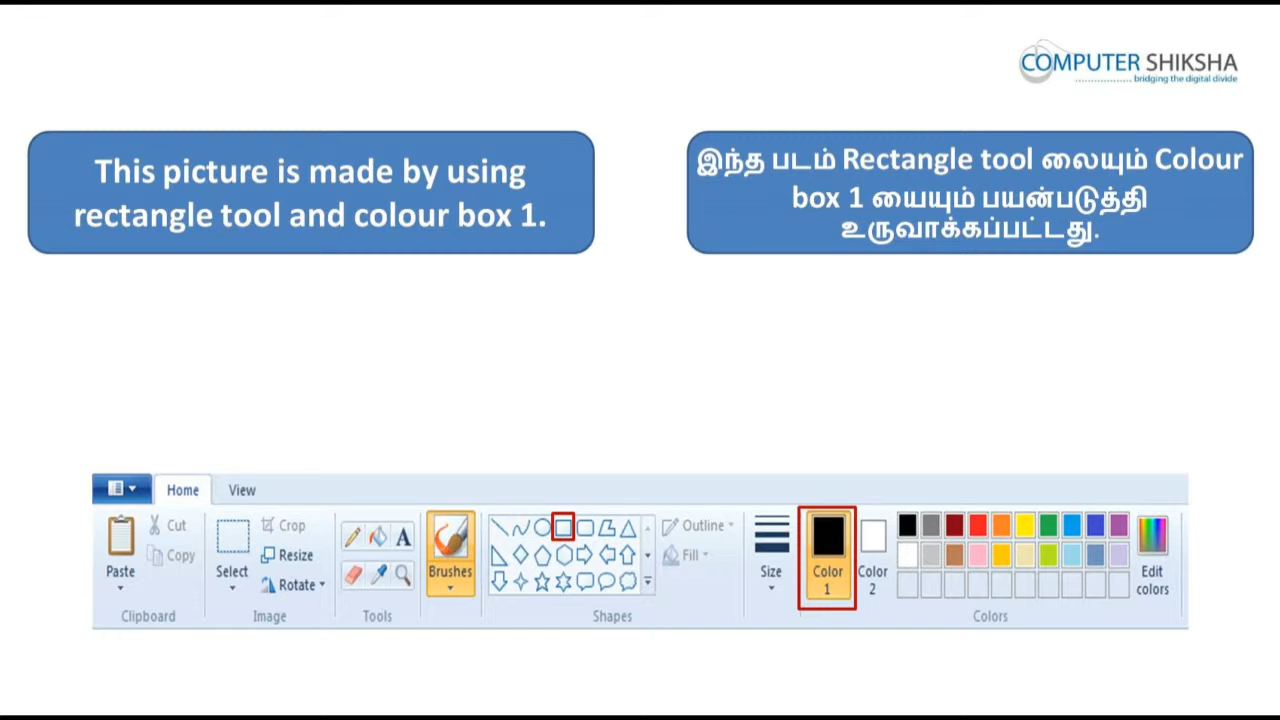 COMPUTER SHIKSHA
bridging the digital divide
This picture is made by using
rectangle tool and colour box 1.
இந்த படம் Rectangle tool லையும் Colour
box 1 யையும் பயன்படுத்தி
உருவாக்கப்பட்டது.
Home View
Cut
Copy
Paste
Clipboard
Select
Crop
Resize
Rotate
Image
A
Tools
Brushes
Outline
Fill
Shapes
Size
Color
1
Color
2
Edit
colors
Colors